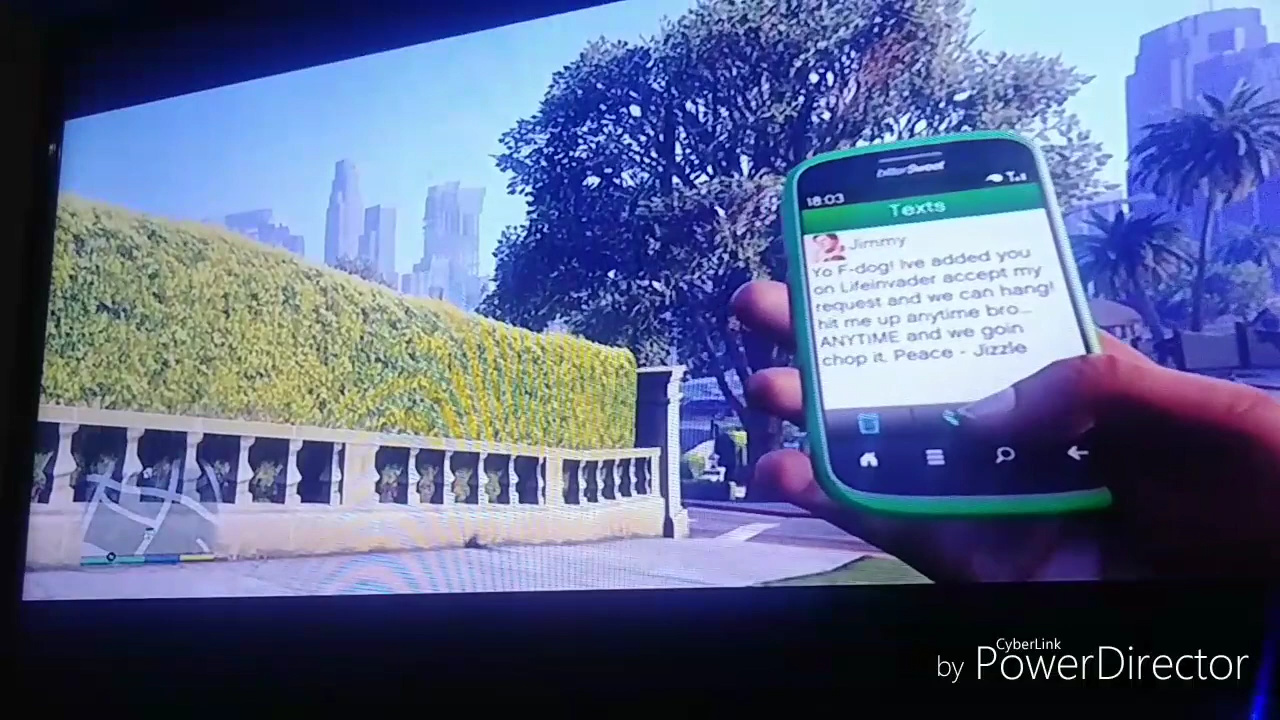 bitterSweet
18:03
Texts
Jimmy
Yo F-dog! Ive added you
on Lifeinvader accept my
request and we can hang!
hit me up anytime bro...
ANYTIME and we goin
chop it. Peace - Jizzle
CyberLink
by PowerDirector